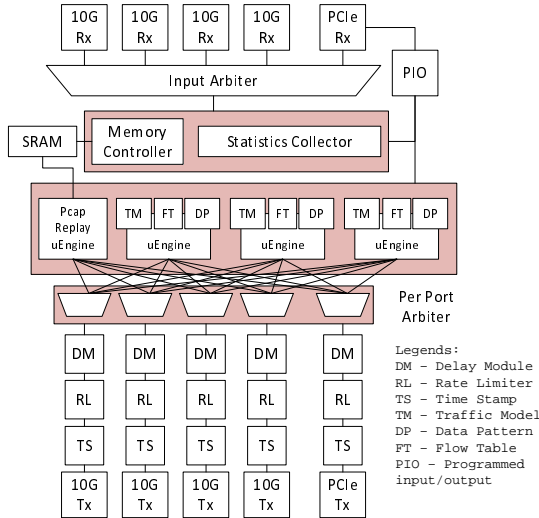 10G Rx 10G Rx 10G Rx 10G Rx PCIe Rx
Input Arbiter
PIO
SRAM
Memory Controller
Statistics Collector
Pcap Replay uEngine
TM FT DP uEngine
TM FT DP uEngine
TM FT DP uEngine
Per Port
Arbiter
DM DM DM DM DM
RL RL RL RL RL
TS TS TS TS TS
10G Tx 10G Tx 10G Tx 10G Tx PCIe Tx
Legends:
DM - Delay Module
RL - Rate Limiter
TS - Time Stamp
TM - Traffic Model
DP - Data Pattern
FT - Flow Table
PIO - Programmed
input/output